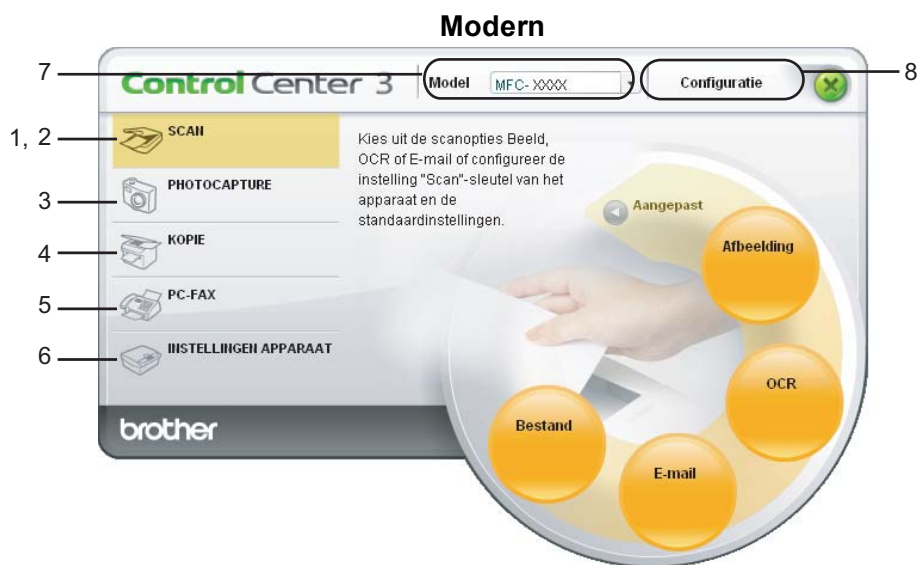 Modern
7
Control Center 3
Model
MFC- XXXX
Configuratie
8
1, 2
SCAN
3
PHOTOCAPTURE
4
KOPIE
5
PC-FAX
6
INSTELLINGEN APPARAAT
Kies uit de scanopties Beeld,
OCR of E-mail of configureer de
instelling "Scan"-sleutel van het
apparaat en de
standaardinstellingen.
Aangepast
Afbeelding
OCR
E-mail
Bestand
brother